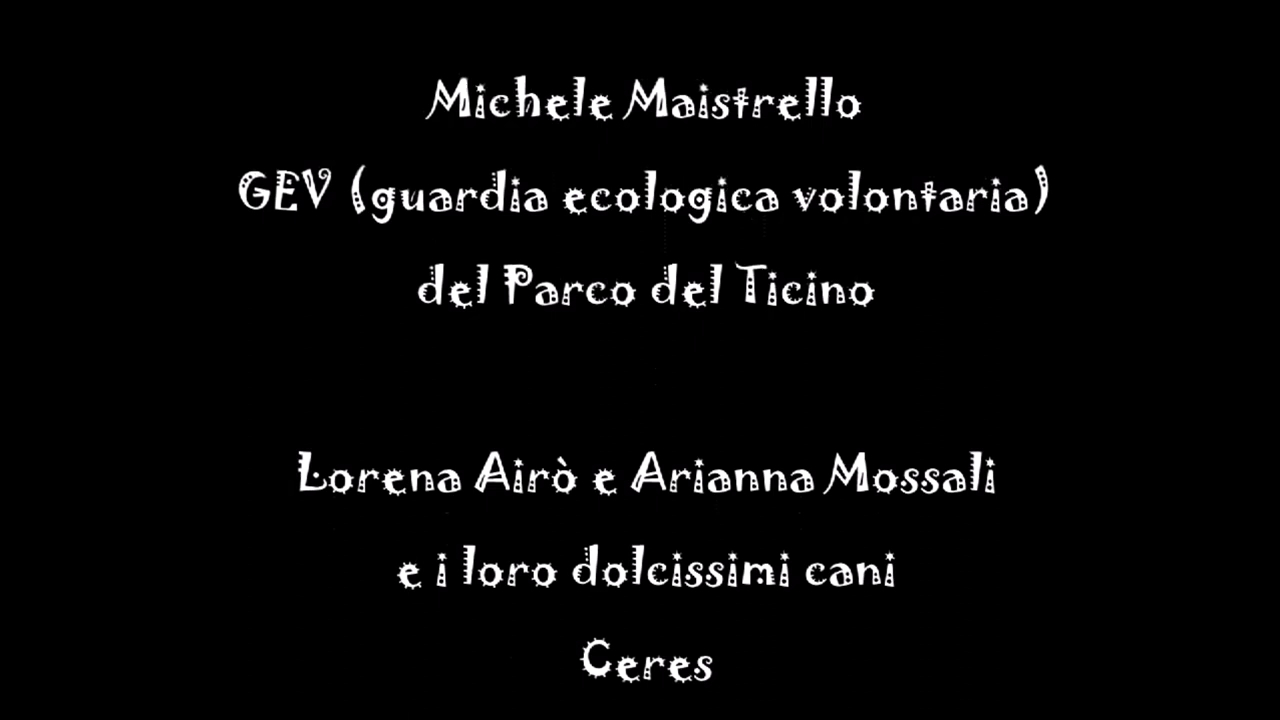 Michele Maistrello
GEV (guardia ecologica volontaria)
del Parco del Ticino
Lorena Airò e Arianna Mossali
e i loro dolcissimi cani
Ceres